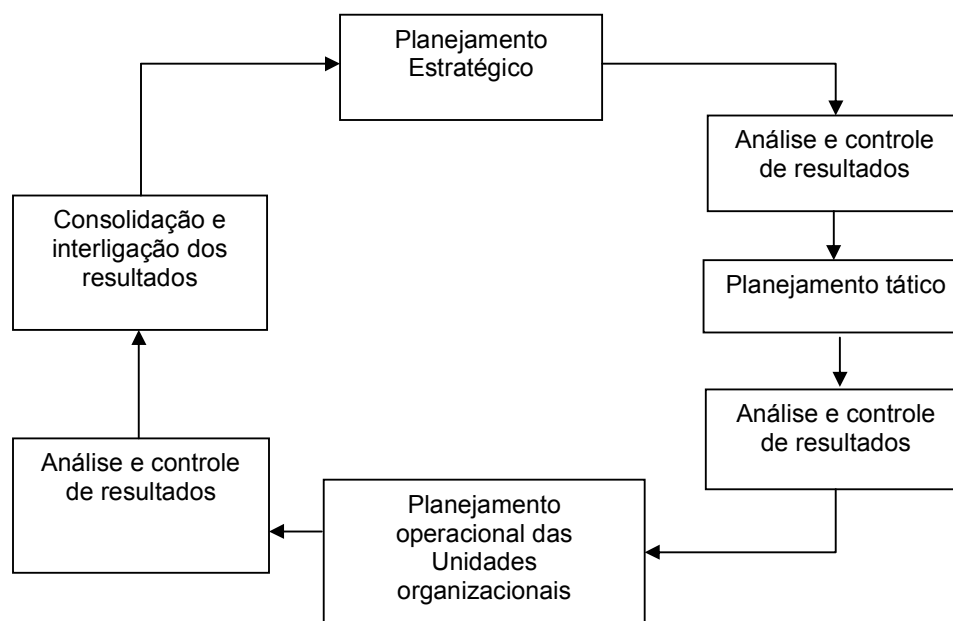 Planejamento
Estratégico
Análise e controle
de resultados
Planejamento tático
Análise e controle
de resultados
Planejamento
operacional das
Unidades
organizacionais
Análise e controle
de resultados
Consolidação e
interligação dos
resultados